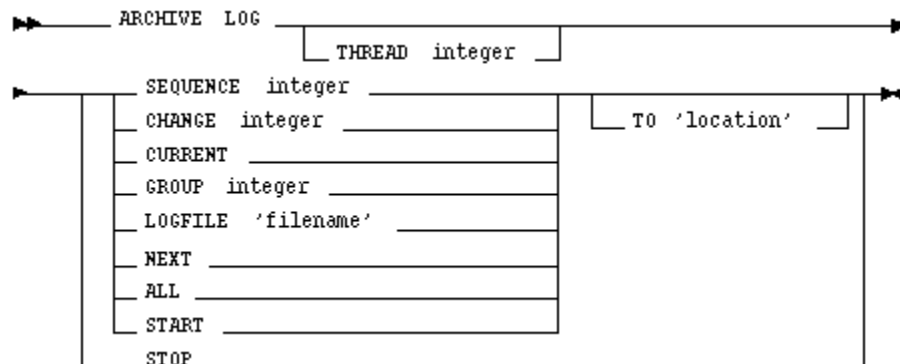 ARCHIVE LOG
THREAD integer
SEQUENCE integer
CHANGE integer
TO 'location'
CURRENT
GROUP integer
LOGFILE 'filename'
NEXT
ALL
START
STOP